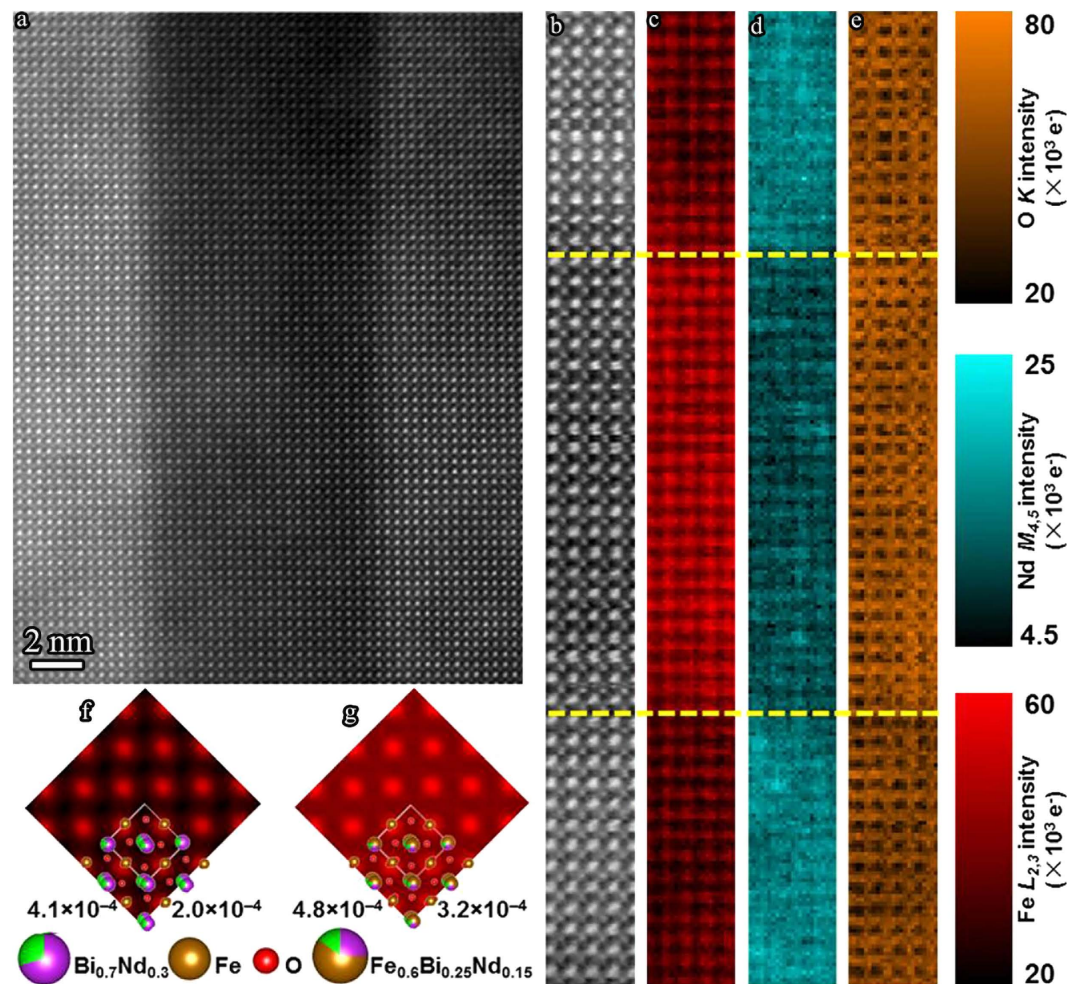 a
2 nm
b
c
d
e
80
O K intensity
(×10³ e⁻)
20
25
Nd M₄,₅ intensity
(×10³ e⁻)
4.5
60
Fe L₂,₃ intensity
(×10³ e⁻)
20
f
g
4.1×10⁻⁴ 2.0×10⁻⁴ 4.8×10⁻⁴ 3.2×10⁻⁴
Bi₀.₇Nd₀.₃ Fe O Fe₀.₆Bi₀.₂₅Nd₀.₁₅